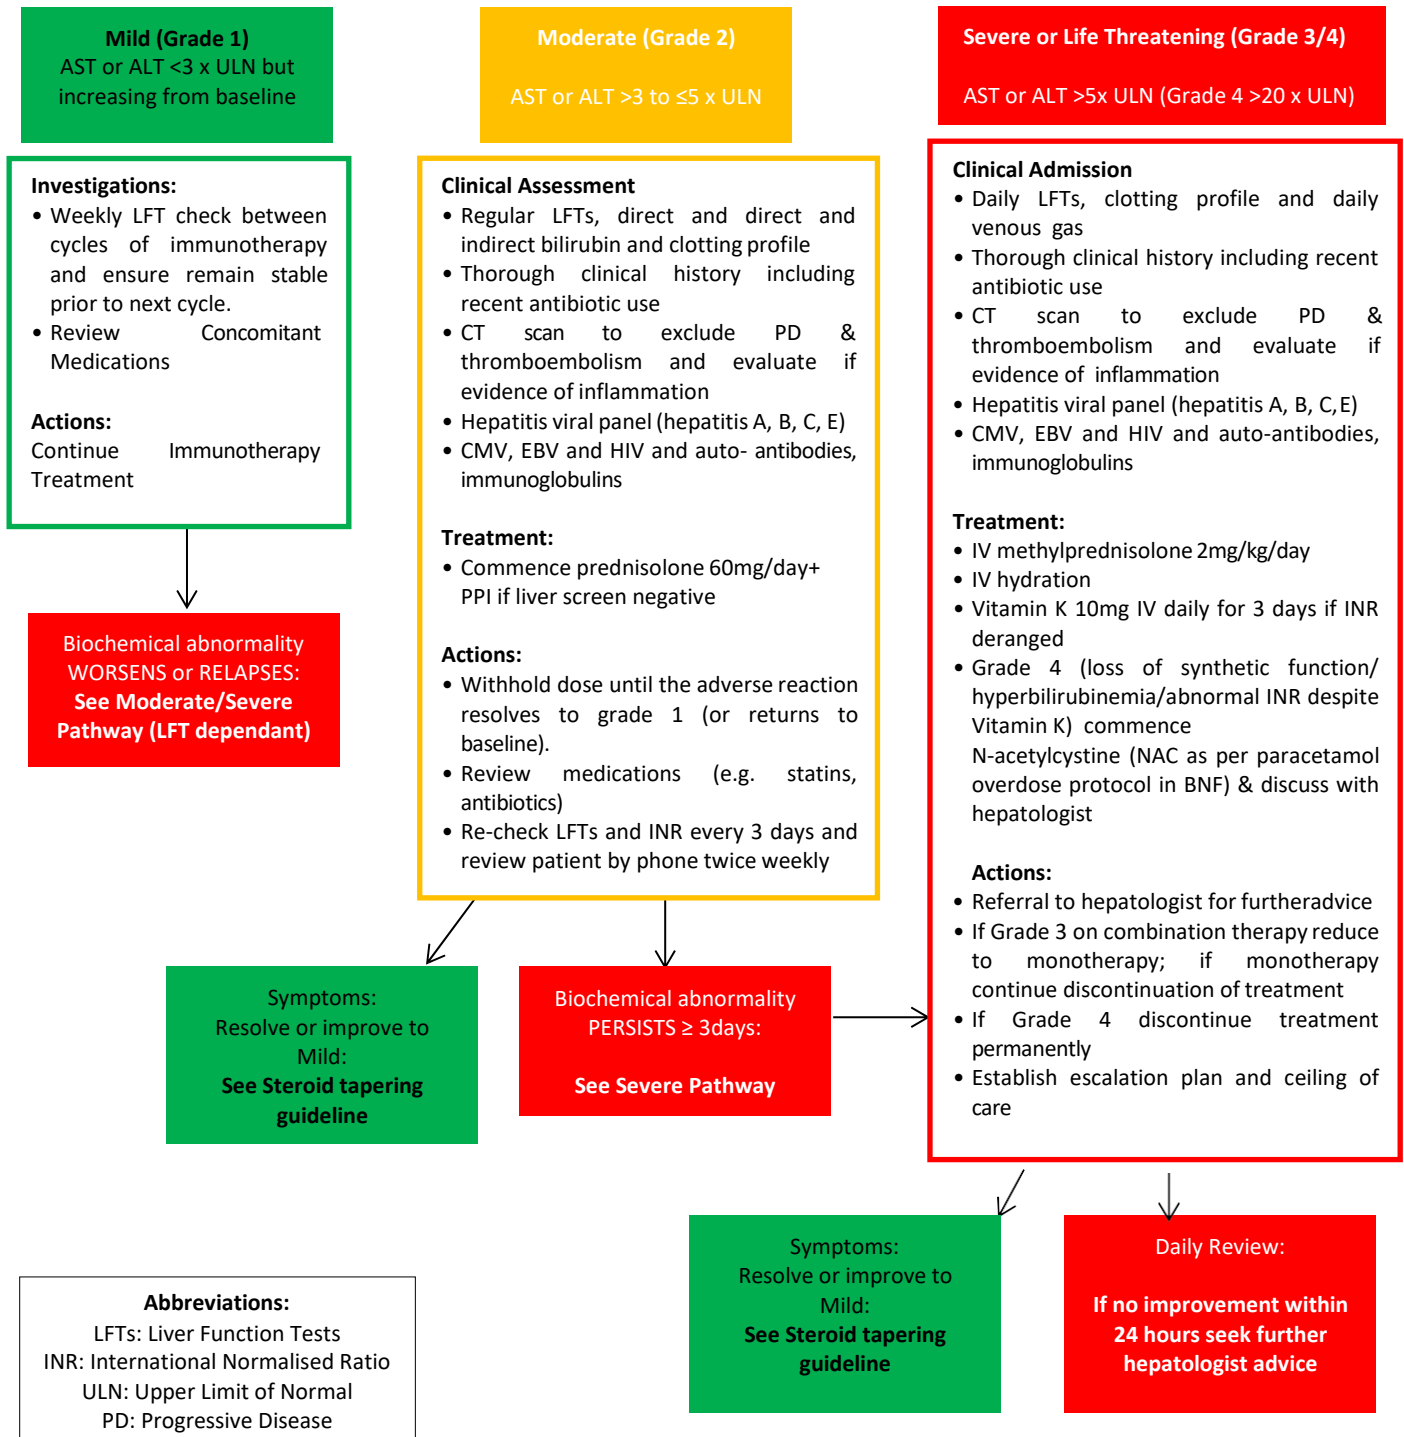 Mild (Grade 1)
AST or ALT <3 x ULN but
increasing from baseline
Investigations:
• Weekly LFT check between
cycles of immunotherapy
and ensure remain stable
prior to next cycle.
• Review Concomitant
Medications
Actions:
Continue Immunotherapy
Treatment
Biochemical abnormality
WORSENS or RELAPSES:
See Moderate/Severe
Pathway (LFT dependant)
Moderate (Grade 2)
AST or ALT >3 to ≤5 x ULN
Clinical Assessment
• Regular LFTs, direct and direct and
indirect bilirubin and clotting profile
• Thorough clinical history including
recent antibiotic use
• CT scan to exclude PD &
thromboembolism and evaluate if
evidence of inflammation
• Hepatitis viral panel (hepatitis A, B, C, E)
• CMV, EBV and HIV and auto- antibodies,
immunoglobulins
Treatment:
• Commence prednisolone 60mg/day+
PPI if liver screen negative
Actions:
• Withhold dose until the adverse reaction
resolves to grade 1 (or returns to
baseline).
• Review medications (e.g. statins,
antibiotics)
• Re-check LFTs and INR every 3 days and
review patient by phone twice weekly
Symptoms:
Resolve or improve to
Mild:
See Steroid tapering
guideline
Biochemical abnormality
PERSISTS ≥ 3days:
See Severe Pathway
Severe or Life Threatening (Grade 3/4)
AST or ALT >5x ULN (Grade 4 >20 x ULN)
Clinical Admission
• Daily LFTs, clotting profile and daily
venous gas
• Thorough clinical history including recent
antibiotic use
• CT scan to exclude PD &
thromboembolism and evaluate if
evidence of inflammation
• Hepatitis viral panel (hepatitis A, B, C, E)
• CMV, EBV and HIV and auto-antibodies,
immunoglobulins
Treatment:
• IV methylprednisolone 2mg/kg/day
• IV hydration
• Vitamin K 10mg IV daily for 3 days if INR
deranged
• Grade 4 (loss of synthetic function/
hyperbilirubinemia/abnormal INR despite
Vitamin K) commence
N-acetylcystine (NAC as per paracetamol
overdose protocol in BNF) & discuss with
hepatologist
Actions:
• Referral to hepatologist for furtheradvice
• If Grade 3 on combination therapy reduce
to monotherapy; if monotherapy
continue discontinuation of treatment
• If Grade 4 discontinue treatment
permanently
• Establish escalation plan and ceiling of
care
Symptoms:
Resolve or improve to
Mild:
See Steroid tapering
guideline
Daily Review:
If no improvement within
24 hours seek further
hepatologist advice
Abbreviations:
LFTs: Liver Function Tests
INR: International Normalised Ratio
ULN: Upper Limit of Normal
PD: Progressive Disease